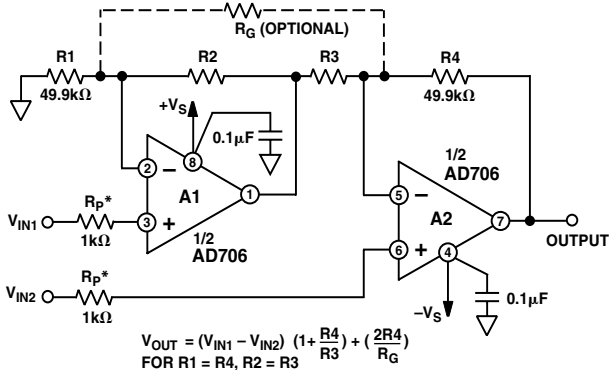 R_G (OPTIONAL)
R1
R2
R3
R4
49.9kΩ
49.9kΩ
+V_S
0.1μF
8
2
−
A1
1
3
+
1/2
AD706
V_IN1
R_P*
1kΩ
1/2
AD706
5
−
A2
7
6
+
4
OUTPUT
V_IN2
R_P*
1kΩ
−V_S
0.1μF
V_OUT = (V_IN1 – V_IN2) (1+ R4/R3) + (2R4/R_G)
FOR R1 = R4, R2 = R3